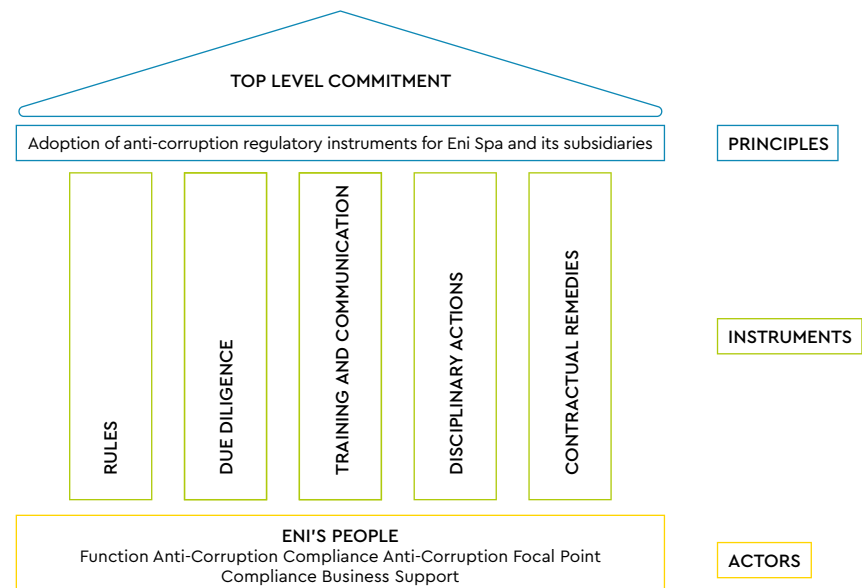 TOP LEVEL COMMITMENT
Adoption of anti-corruption regulatory instruments for Eni Spa and its subsidiaries
PRINCIPLES
RULES
DUE DILIGENCE
TRAINING AND COMMUNICATION
DISCIPLINARY ACTIONS
CONTRACTUAL REMEDIES
INSTRUMENTS
ENI'S PEOPLE
Function Anti-Corruption Compliance Anti-Corruption Focal Point
Compliance Business Support
ACTORS